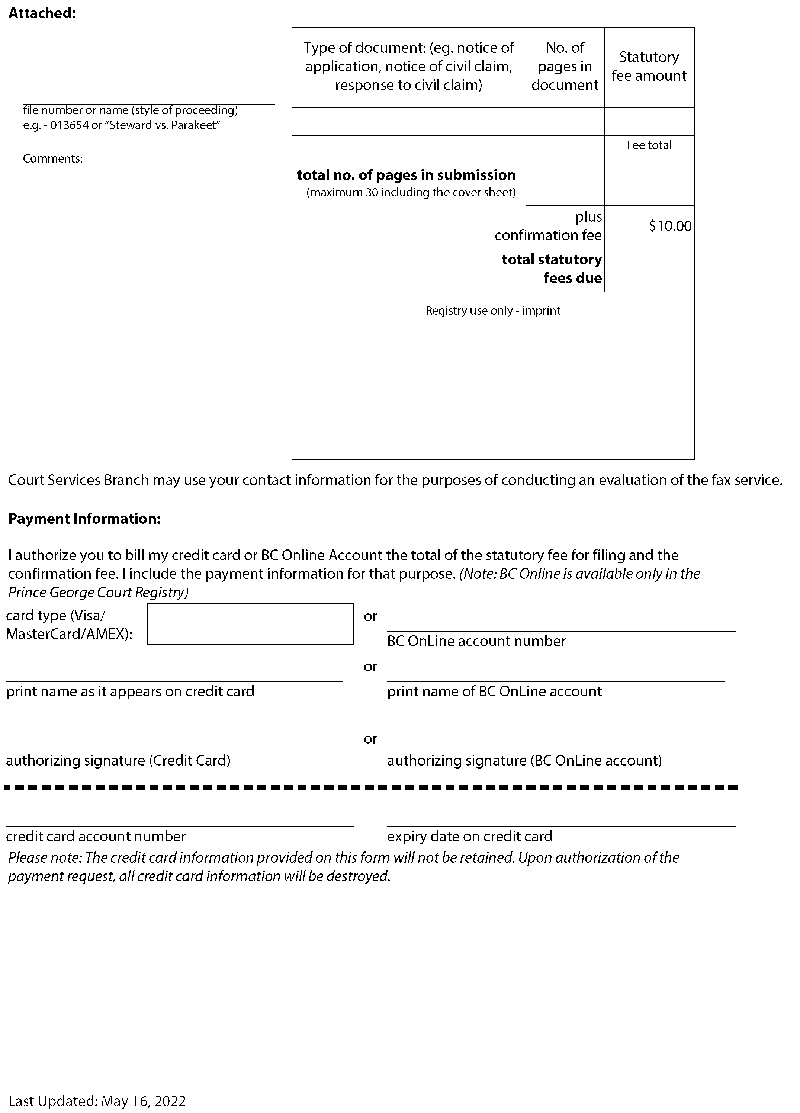 Attached:
Type of document: (eg. notice of
application, notice of civil claim,
response to civil claim)
No. of
pages in
document
Statutory
fee amount
file number or name (style of proceeding)
e.g. - 013654 or "Steward vs. Parakeet"
Comments:
Fee total
total no. of pages in submission
(maximum 30 including the cover sheet)
plus
confirmation fee
$10.00
total statutory
fees due
Registry use only - imprint
Court Services Branch may use your contact information for the purposes of conducting an evaluation of the fax service.
Payment Information:
I authorize you to bill my credit card or BC Online Account the total of the statutory fee for filing and the
confirmation fee. I include the payment information for that purpose. (Note: BC Online is available only in the
Prince George Court Registry)
card type (Visa/
MasterCard/AMEX):
or
BC OnLine account number
or
print name as it appears on credit card
print name of BC OnLine account
or
authorizing signature (Credit Card)
authorizing signature (BC OnLine account)
credit card account number
expiry date on credit card
Please note: The credit card information provided on this form will not be retained. Upon authorization of the
payment request, all credit card information will be destroyed.
Last Updated: May 16, 2022